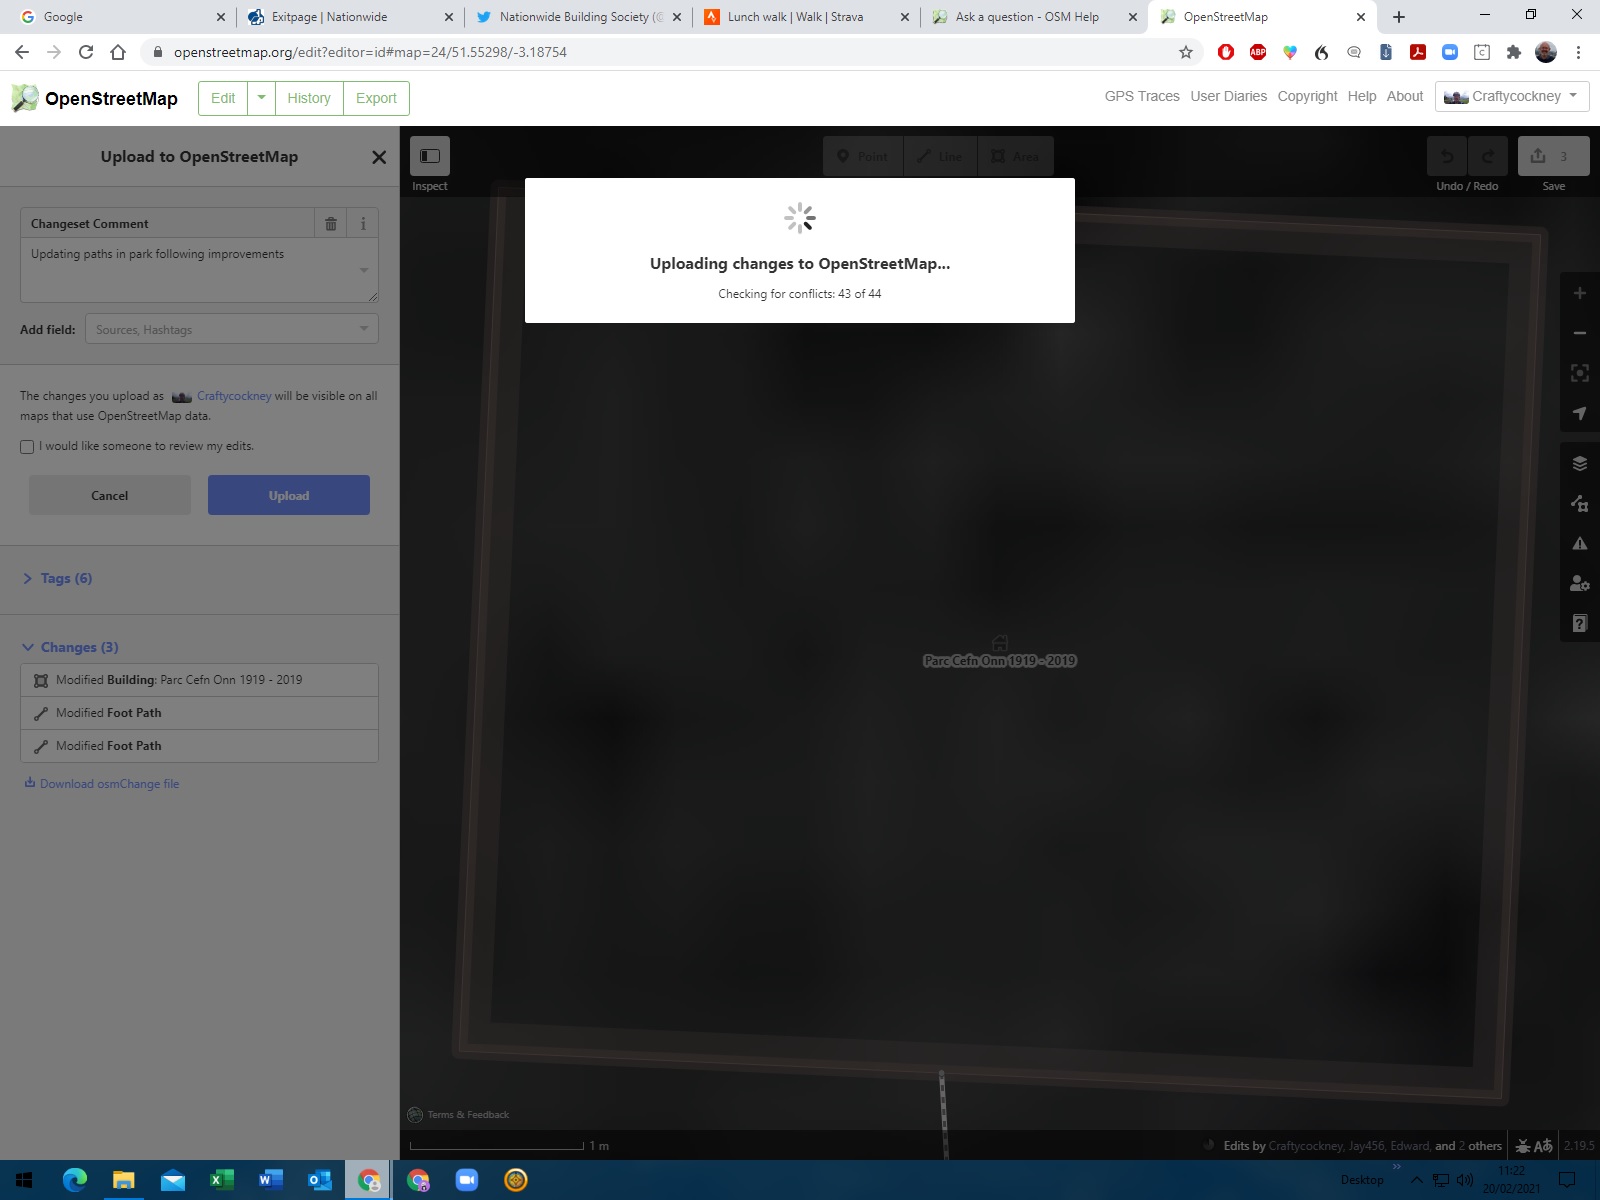 Google
Exitpage | Nationwide
Nationwide Building Society (@
Lunch walk | Walk | Strava
Ask a question - OSM Help
OpenStreetMap
openstreetmap.org/edit?editor=id#map=24/51.55298/-3.18754
ABP
OpenStreetMap
Edit
History
Export
GPS Traces
User Diaries
Copyright
Help
About
Craftycockney
Upload to OpenStreetMap
Inspect
Point
Line
Area
Undo / Redo
3
Save
Changeset Comment
Updating paths in park following improvements
Add field:
Sources, Hashtags
Uploading changes to OpenStreetMap...
Checking for conflicts: 43 of 44
The changes you upload as Craftycockney will be visible on all
maps that use OpenStreetMap data.
I would like someone to review my edits.
Cancel
Upload
Tags (6)
Changes (3)
Modified Building: Parc Cefn Onn 1919 - 2019
Modified Foot Path
Modified Foot Path
Download osmChange file
Parc Cefn Onn 1919 - 2019
Terms & Feedback
1 m
Edits by Craftycockney, Jay456, Edward, and 2 others
2.19.5
Desktop
11:22
20/02/2021